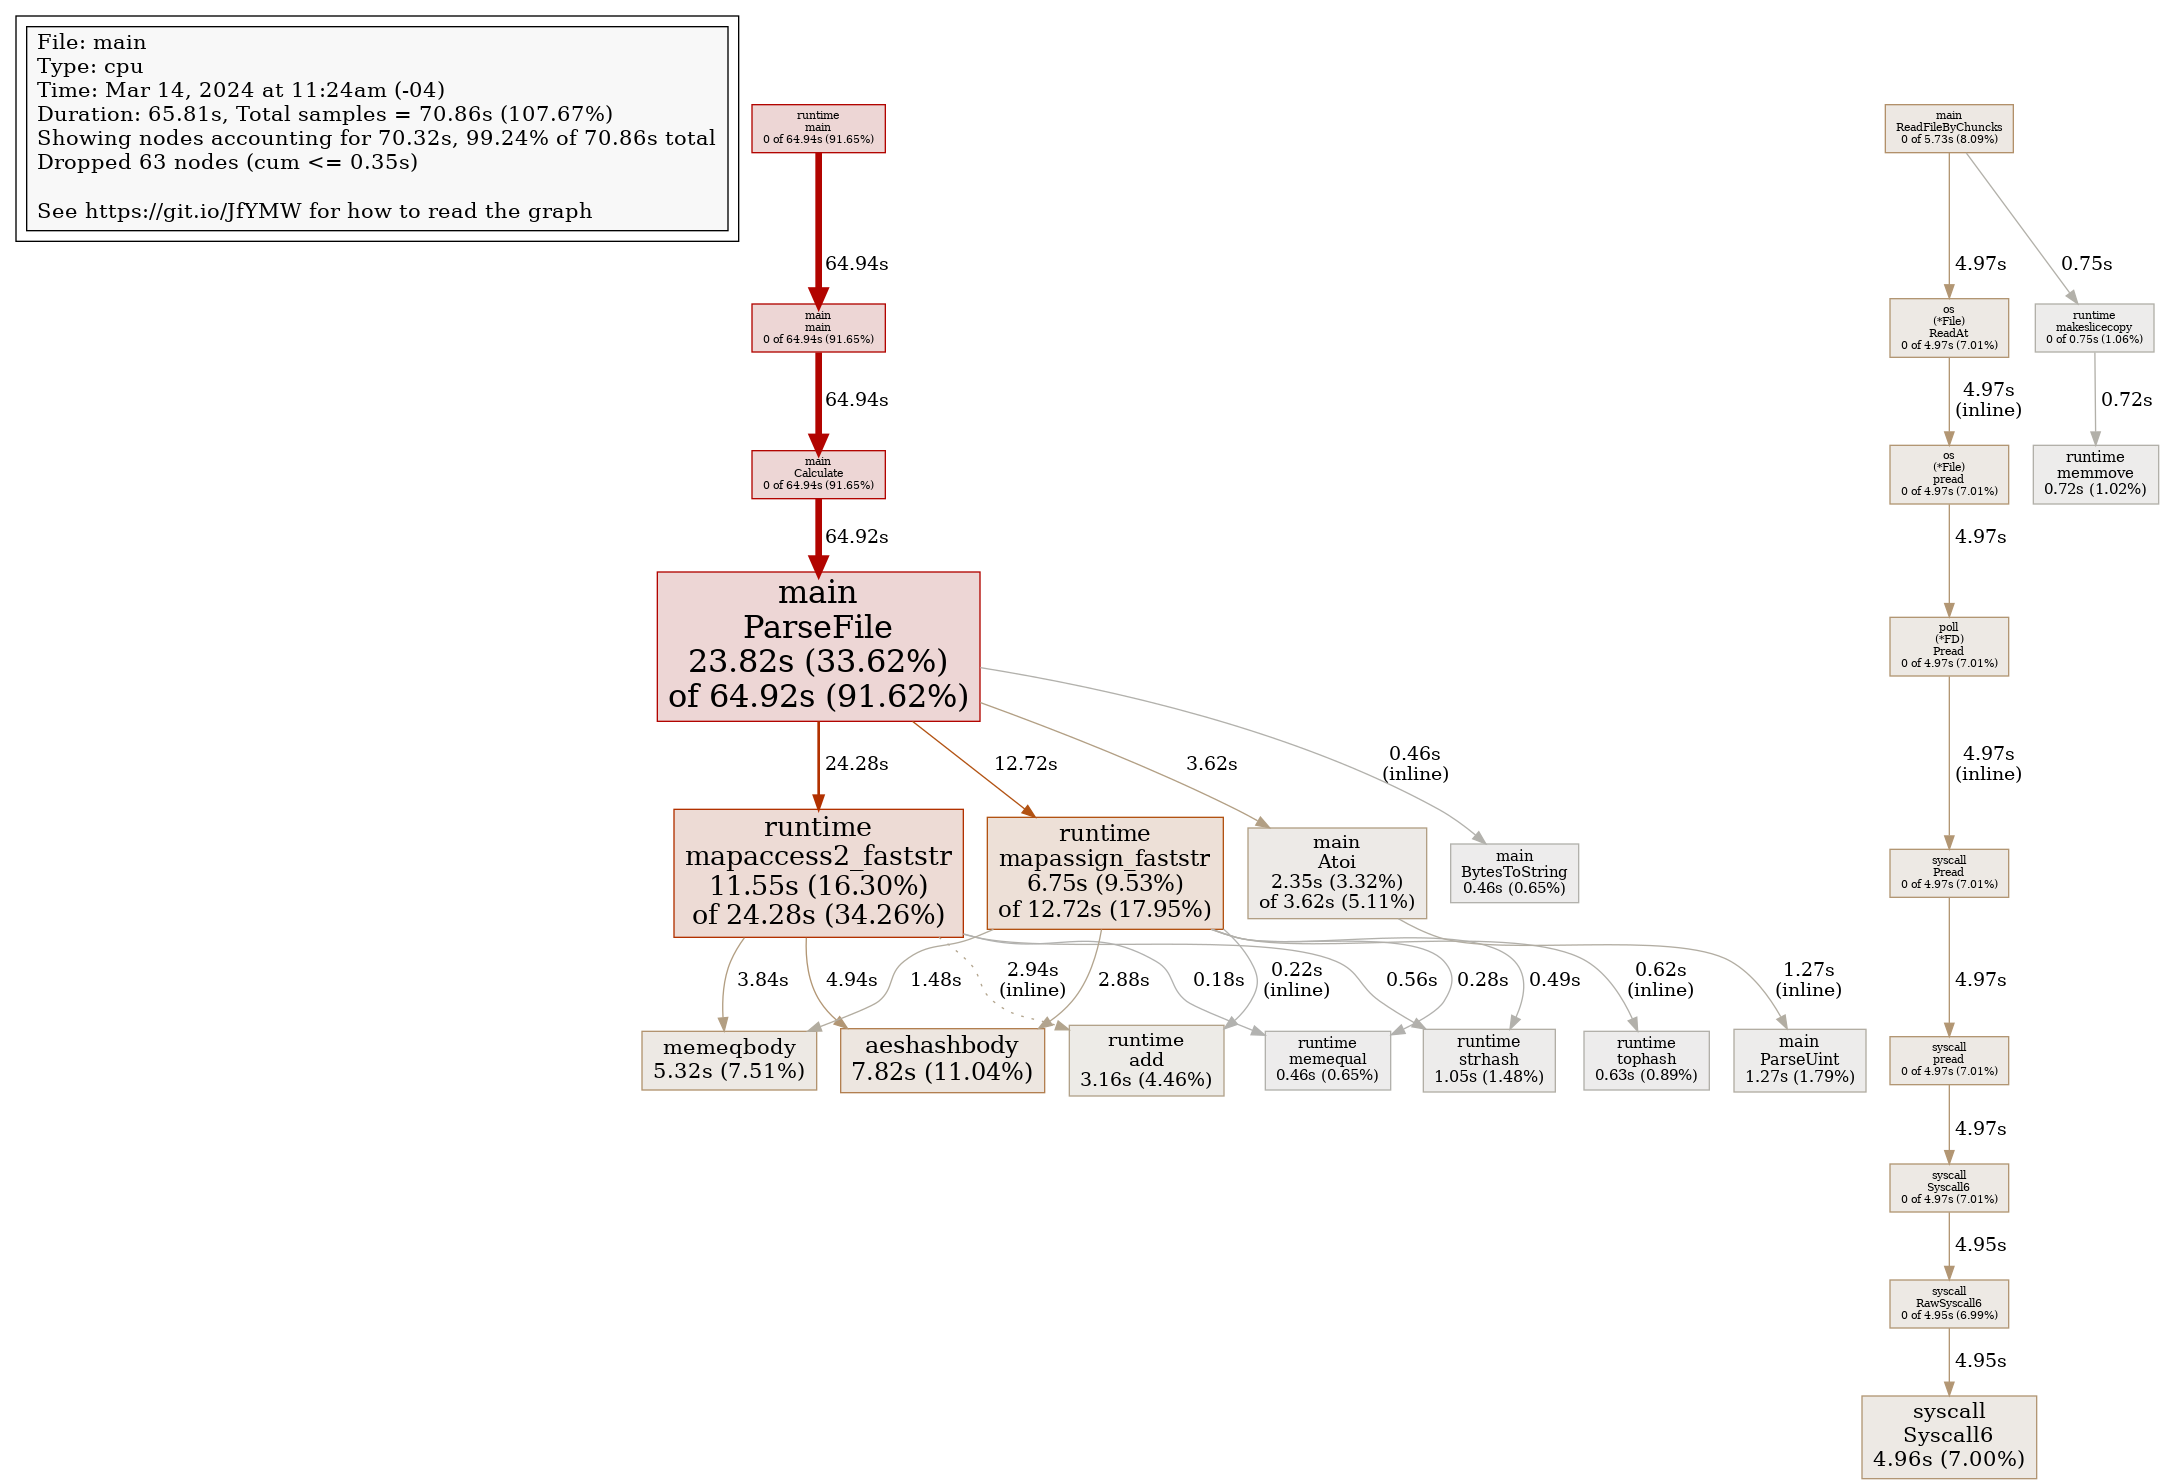 File: main
Type: cpu
Time: Mar 14, 2024 at 11:24am (-04)
Duration: 65.81s, Total samples = 70.86s (107.67%)
Showing nodes accounting for 70.32s, 99.24% of 70.86s total
Dropped 63 nodes (cum <= 0.35s)
See https://git.io/JfYMW for how to read the graph
runtime
main
0 of 64.94s (91.65%)
64.94s
main
main
0 of 64.94s (91.65%)
64.94s
main
Calculate
0 of 64.94s (91.65%)
64.92s
main
ParseFile
23.82s (33.62%)
of 64.92s (91.62%)
24.28s
12.72s
3.62s
0.46s
(inline)
runtime
mapaccess2_faststr
11.55s (16.30%)
of 24.28s (34.26%)
runtime
mapassign_faststr
6.75s (9.53%)
of 12.72s (17.95%)
main
Atoi
2.35s (3.32%)
of 3.62s (5.11%)
main
BytesToString
0.46s (0.65%)
3.84s
4.94s
1.48s
2.94s
(inline)
2.88s
0.18s
0.22s
(inline)
0.56s
0.28s
0.49s
0.62s
(inline)
1.27s
(inline)
memeqbody
5.32s (7.51%)
aeshashbody
7.82s (11.04%)
runtime
add
3.16s (4.46%)
runtime
memequal
0.46s (0.65%)
runtime
strhash
1.05s (1.48%)
runtime
tophash
0.63s (0.89%)
main
ParseUint
1.27s (1.79%)
main
ReadFileByChuncks
0 of 5.73s (8.09%)
4.97s
0.75s
os
(*File)
ReadAt
0 of 4.97s (7.01%)
runtime
makeslicecopy
0 of 0.75s (1.06%)
4.97s
(inline)
0.72s
os
(*File)
pread
0 of 4.97s (7.01%)
runtime
memmove
0.72s (1.02%)
4.97s
poll
(*FD)
Pread
0 of 4.97s (7.01%)
4.97s
(inline)
syscall
Pread
0 of 4.97s (7.01%)
4.97s
syscall
pread
0 of 4.97s (7.01%)
4.97s
syscall
Syscall6
0 of 4.97s (7.01%)
4.95s
syscall
RawSyscall6
0 of 4.95s (6.99%)
4.95s
syscall
Syscall6
4.96s (7.00%)